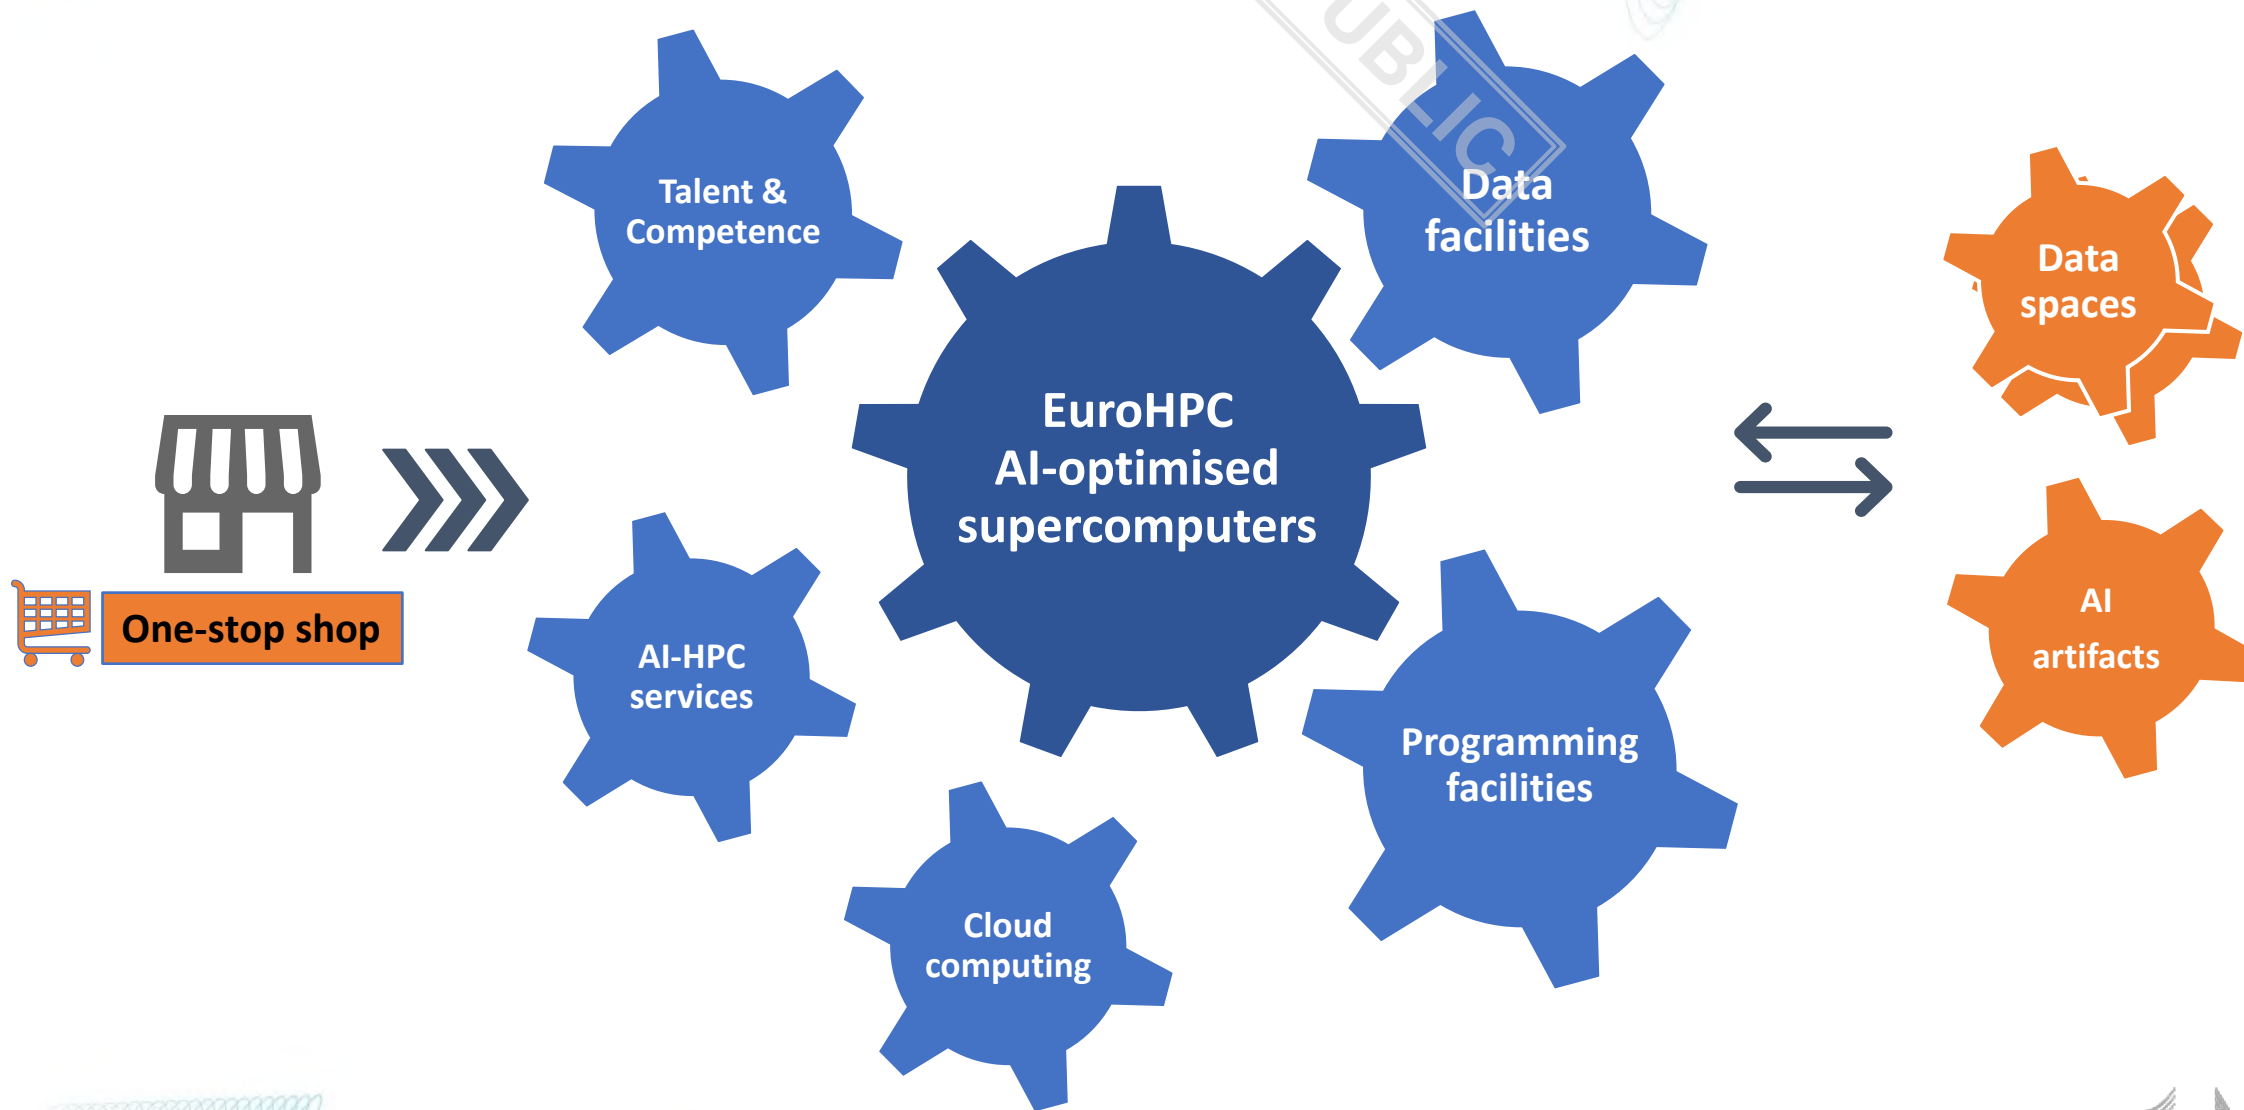 UBLIC
Talent &
Competence
Data
facilities
EuroHPC
AI-optimised
supercomputers
Data
spaces
One-stop shop
AI-HPC
services
AI
artifacts
Programming
facilities
Cloud
computing